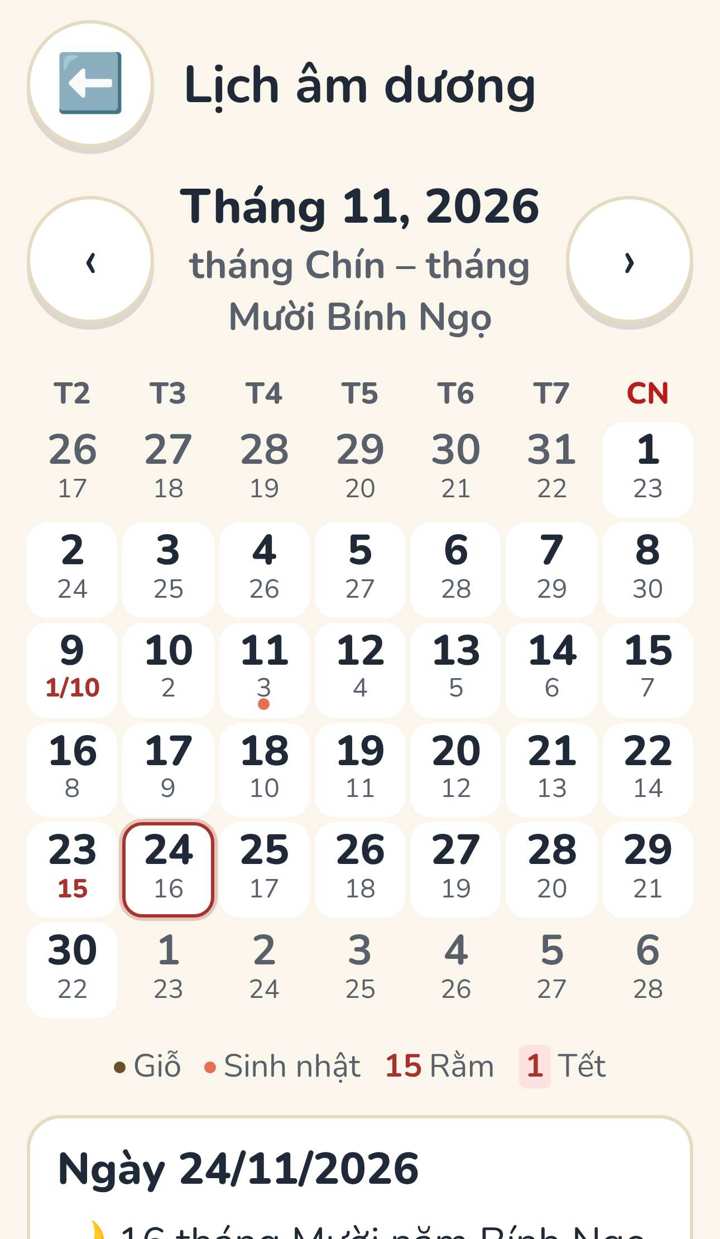 Lịch âm dương
‹
Tháng 11, 2026
tháng Chín – tháng
Mười Bính Ngọ
›
T2 T3 T4 T5 T6 T7 CN
26 27 28 29 30 31 1
17 18 19 20 21 22 23
2 3 4 5 6 7 8
24 25 26 27 28 29 30
9 10 11 12 13 14 15
1/10 2 3 4 5 6 7
16 17 18 19 20 21 22
8 9 10 11 12 13 14
23 24 25 26 27 28 29
15 16 17 18 19 20 21
30 1 2 3 4 5 6
22 23 24 25 26 27 28
Giỗ Sinh nhật 15 Rằm 1 Tết
Ngày 24/11/2026
16 tháng Mười năm Bính Ngọ